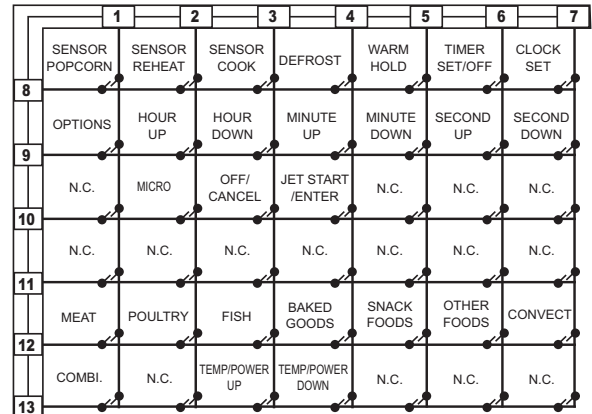 1 2 3 4 5 6 7
SENSOR POPCORN SENSOR REHEAT SENSOR COOK DEFROST WARM HOLD TIMER SET/OFF CLOCK SET
8
OPTIONS HOUR UP HOUR DOWN MINUTE UP MINUTE DOWN SECOND UP SECOND DOWN
9
N.C. MICRO OFF/ CANCEL JET START /ENTER N.C. N.C. N.C.
10
N.C. N.C. N.C. N.C. N.C. N.C. N.C.
11
MEAT POULTRY FISH BAKED GOODS SNACK FOODS OTHER FOODS CONVECT
12
COMBI. N.C. TEMP/POWER UP TEMP/POWER DOWN N.C. N.C. N.C.
13